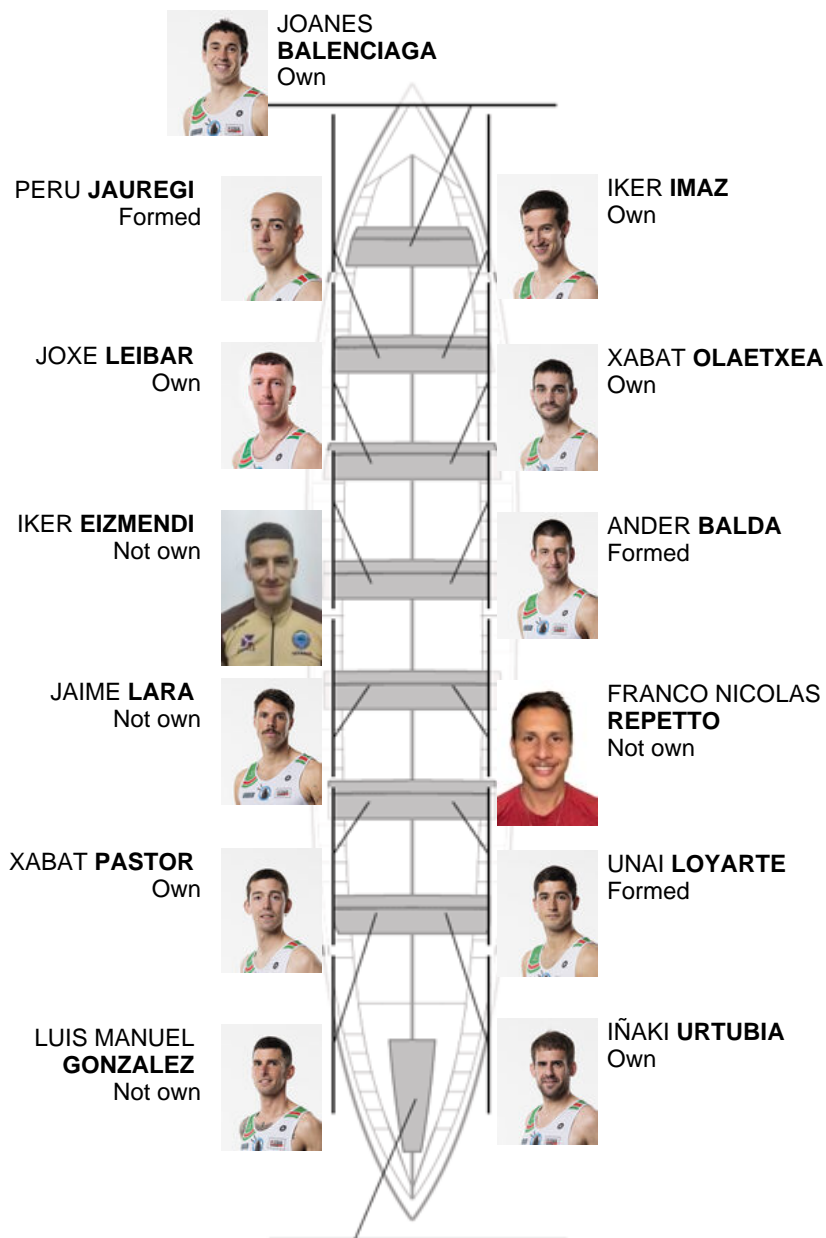 JOANES
BALENCIAGA
Own
PERU JAUREGI
Formed
IKER IMAZ
Own
JOXE LEIBAR
Own
XABAT OLAETXEA
Own
IKER EIZMENDI
Not own
ANDER BALDA
Formed
JAIME LARA
Not own
FRANCO NICOLAS
REPETTO
Not own
XABAT PASTOR
Own
UNAI LOYARTE
Formed
LUIS MANUEL
GONZALEZ
Not own
IÑAKI URTUBIA
Own